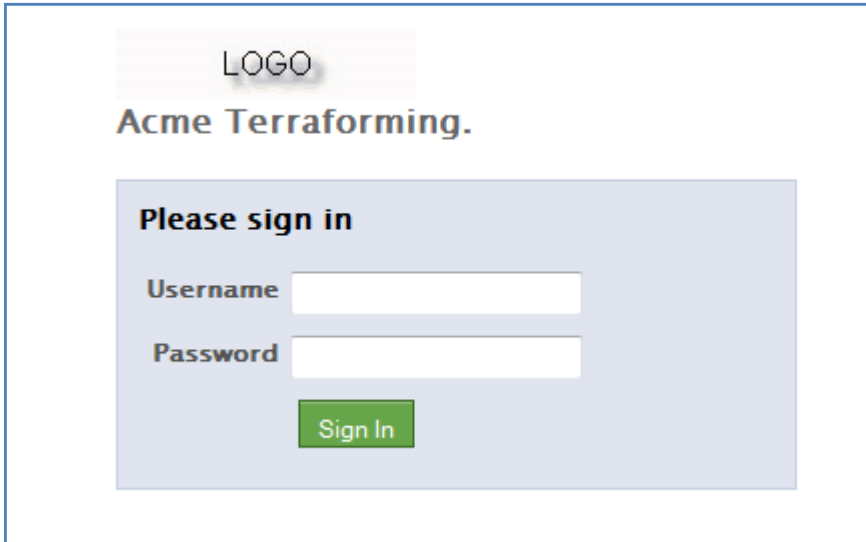 LOGO
Acme Terraforming.
Please sign in
Username
Password
Sign In